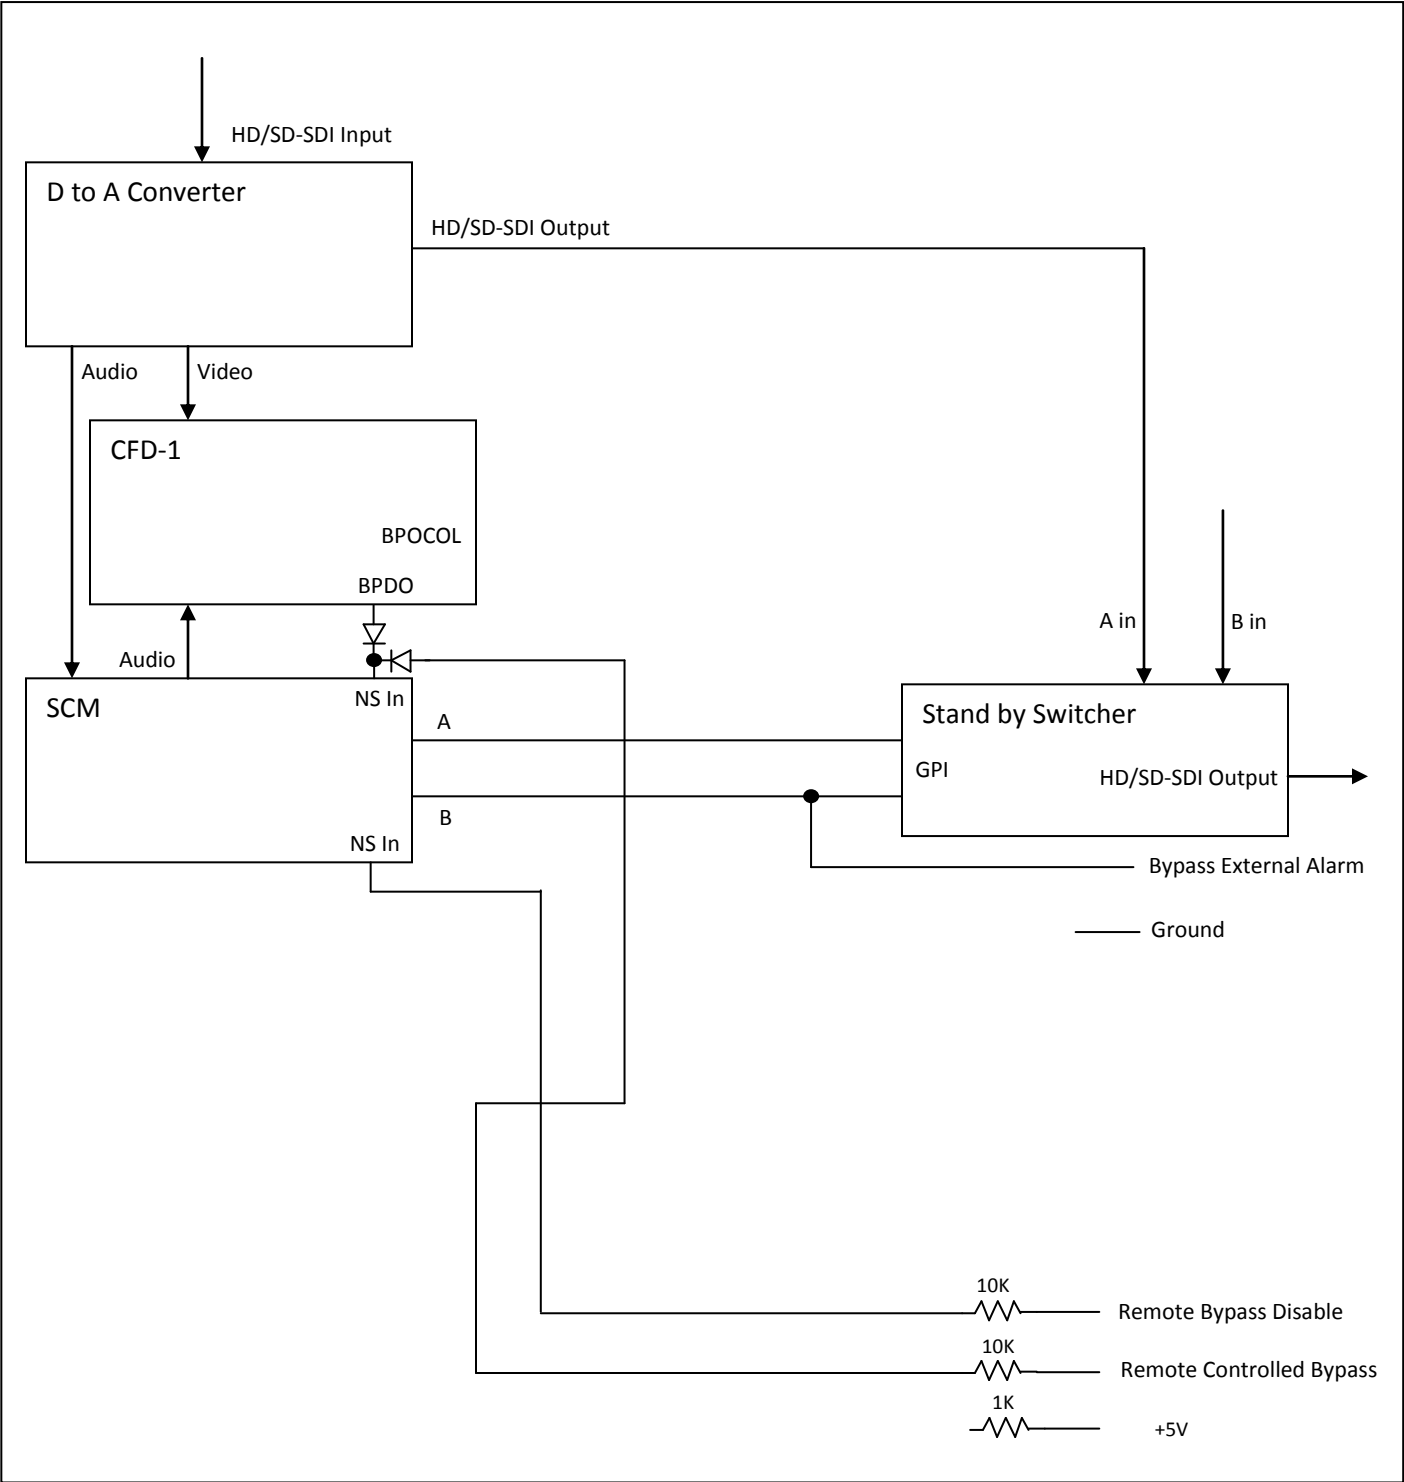 HD/SD-SDI Input
D to A Converter
HD/SD-SDI Output
Audio
Video
CFD-1
BPOCOL
BPDO
A in
B in
Audio
SCM
NS In
A
Stand by Switcher
GPI
HD/SD-SDI Output
B
NS In
Bypass External Alarm
Ground
10K
Remote Bypass Disable
10K
Remote Controlled Bypass
1K
+5V